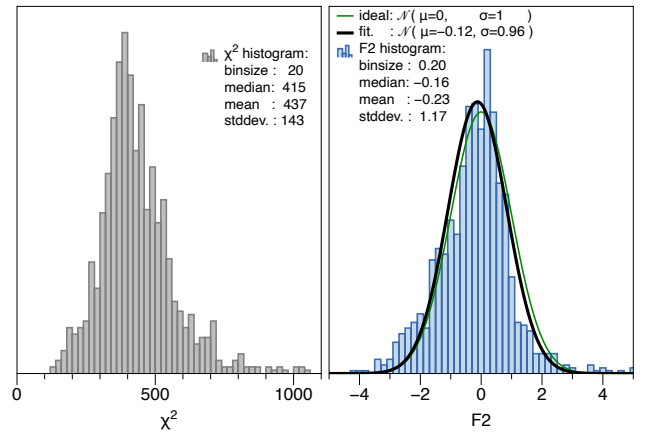 χ² histogram:
binsize : 20
median: 415
mean : 437
stddev. : 143
0 500 1000
χ²
ideal: 𝒩 ( μ=0, σ=1 )
fit. : 𝒩 ( μ=−0.12, σ=0.96 )
F2 histogram:
binsize : 0.20
median: −0.16
mean : −0.23
stddev. : 1.17
−4 −2 0 2 4
F2